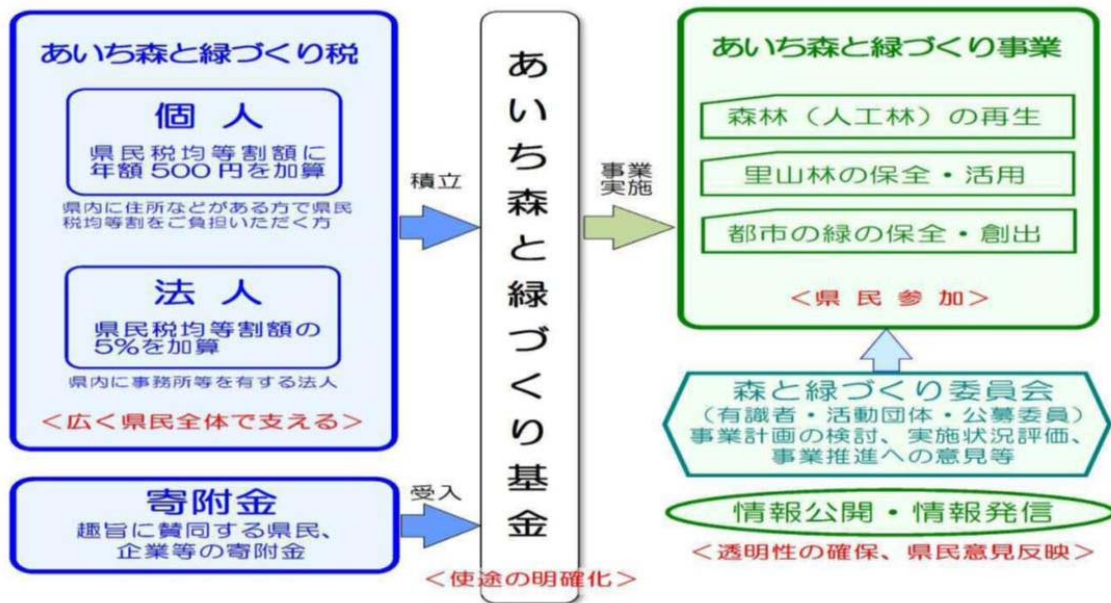 あいち森と緑づくり税
個人
県民税均等割額に
年額500円を加算
県内に住所などがある方で県民
税均等割をご負担いただく方
法人
県民税均等割額の
5%を加算
県内に事務所等を有する法人
＜広く県民全体で支える＞
寄附金
趣旨に賛同する県民、
企業等の寄附金
積立
受入
あいち森と緑づくり基金
＜使途の明確化＞
事業
実施
あいち森と緑づくり事業
森林（人工林）の再生
里山林の保全・活用
都市の緑の保全・創出
＜県民参加＞
森と緑づくり委員会
（有識者・活動団体・公募委員）
事業計画の検討、実施状況評価、
事業推進への意見等
情報公開・情報発信
＜透明性の確保、県民意見反映＞